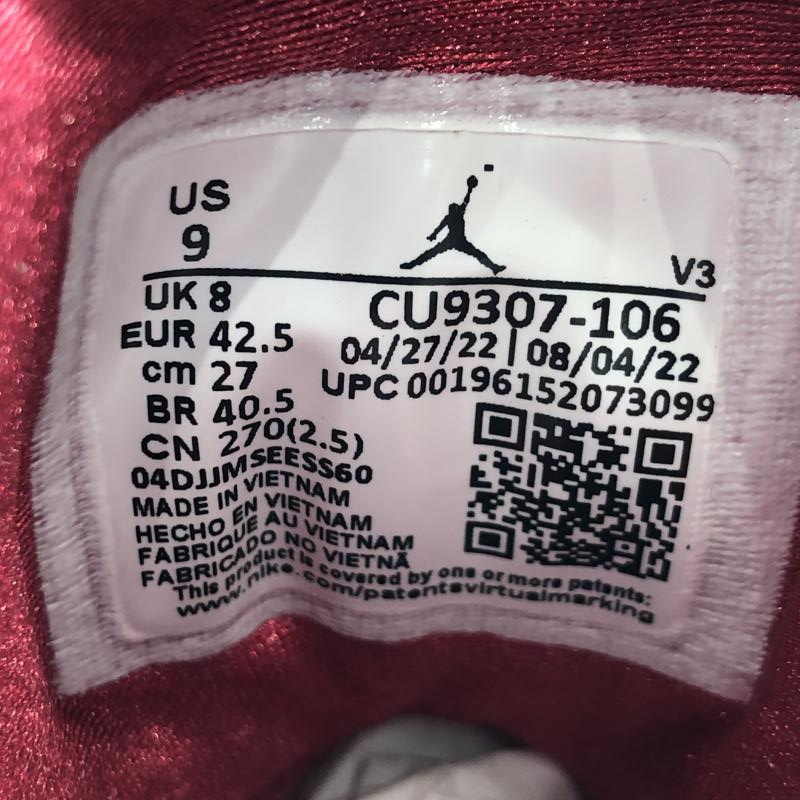 US
9
V3
UK 8
CU9307-106
EUR 42.5
04/27/22 | 08/04/22
cm 27
UPC 00196152073099
BR 40.5
CN 270(2.5)
04DJJMSEESS60
MADE IN VIETNAM
HECHO EN VIETNAM
FABRIQUE AU VIETNAM
FABRICADO NO VIETNÃ
This product is covered by one or more patents:
www.nike.com/patentsvirtualmarking